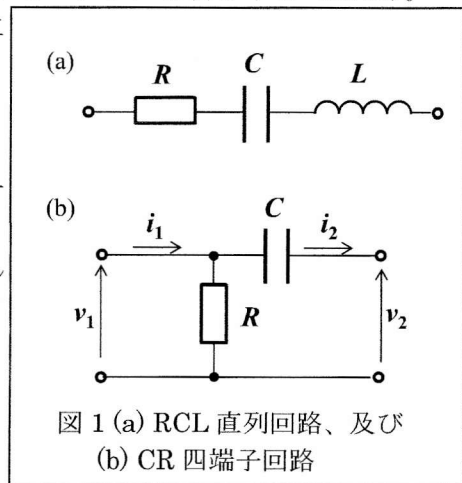 (a)
R C L
(b)
i₁ C i₂
v₁ R v₂
図 1 (a) RCL 直列回路、及び
(b) CR 四端子回路